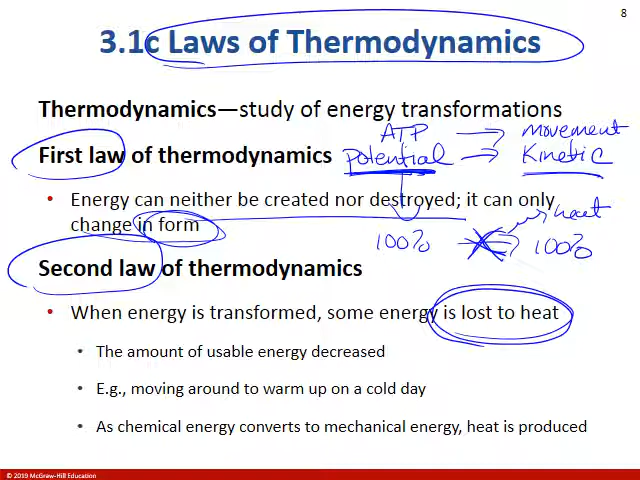 8
3.1c Laws of Thermodynamics
Thermodynamics—study of energy transformations
ATP → movement
First law of thermodynamics potential → Kinetic
• Energy can neither be created nor destroyed; it can only
heat
change in form
100% 100%
Second law of thermodynamics
• When energy is transformed, some energy is lost to heat
• The amount of usable energy decreased
• E.g., moving around to warm up on a cold day
• As chemical energy converts to mechanical energy, heat is produced
© 2019 McGraw-Hill Education